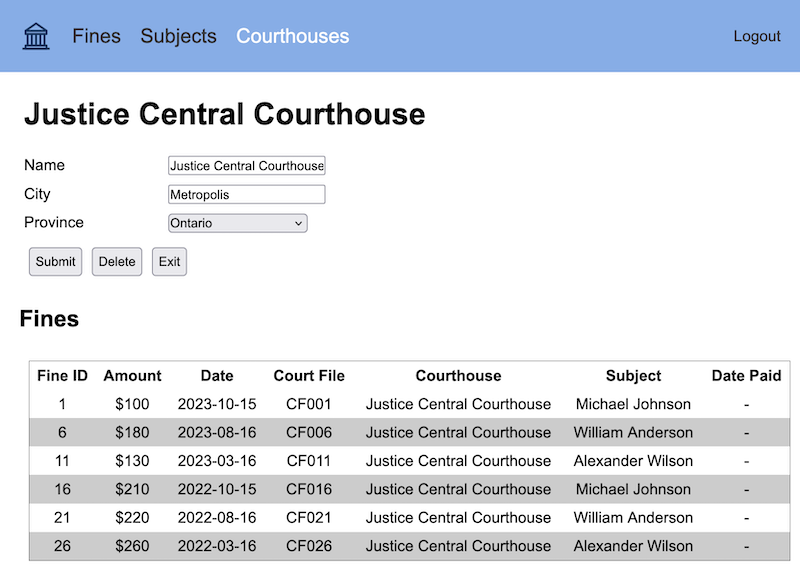 Fines Subjects Courthouses Logout
Justice Central Courthouse
Name Justice Central Courthouse
City Metropolis
Province Ontario
Submit Delete Exit
Fines
Fine ID Amount Date Court File Courthouse Subject Date Paid
1 $100 2023-10-15 CF001 Justice Central Courthouse Michael Johnson -
6 $180 2023-08-16 CF006 Justice Central Courthouse William Anderson -
11 $130 2023-03-16 CF011 Justice Central Courthouse Alexander Wilson -
16 $210 2022-10-15 CF016 Justice Central Courthouse Michael Johnson -
21 $220 2022-08-16 CF021 Justice Central Courthouse William Anderson -
26 $260 2022-03-16 CF026 Justice Central Courthouse Alexander Wilson -